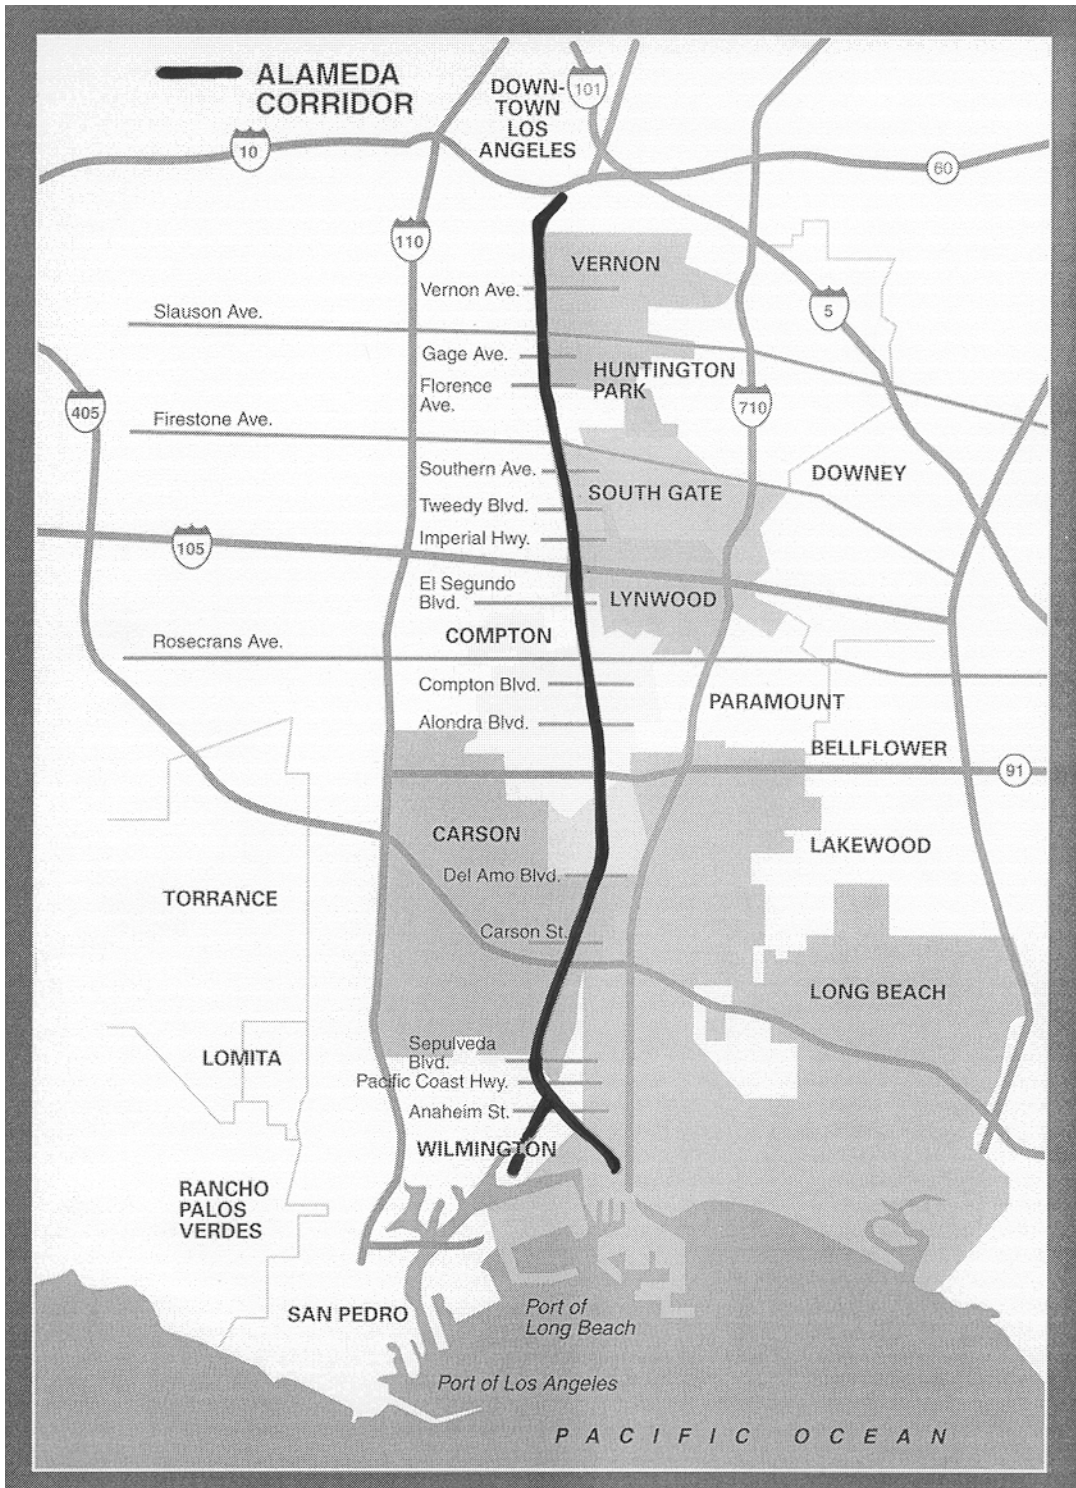 ALAMEDA
CORRIDOR
DOWN-
TOWN
LOS
ANGELES
101
10
60
110
VERNON
Vernon Ave.
Slauson Ave.
5
Gage Ave.
HUNTINGTON
PARK
Florence
Ave.
405
710
Firestone Ave.
Southern Ave.
DOWNEY
SOUTH GATE
Tweedy Blvd.
Imperial Hwy.
105
El Segundo
Blvd.
LYNWOOD
COMPTON
Rosecrans Ave.
Compton Blvd.
PARAMOUNT
Alondra Blvd.
BELLFLOWER
91
CARSON
LAKEWOOD
Del Amo Blvd.
TORRANCE
Carson St.
LONG BEACH
Sepulveda
Blvd.
LOMITA
Pacific Coast Hwy.
Anaheim St.
WILMINGTON
RANCHO
PALOS
VERDES
SAN PEDRO
Port of
Long Beach
Port of Los Angeles
PACIFIC OCEAN